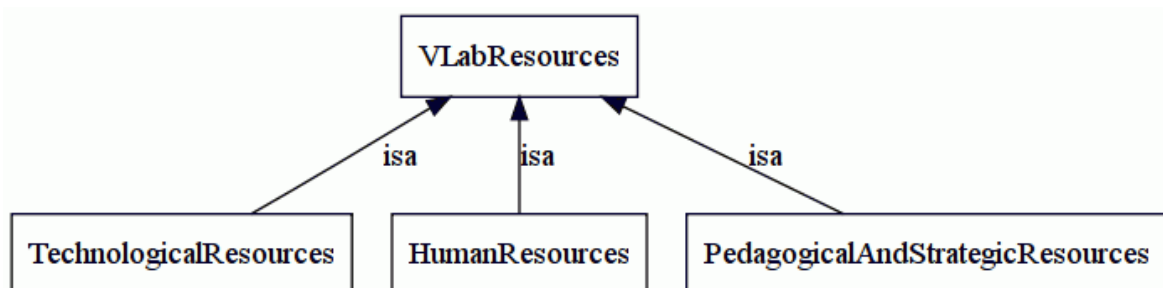 VLabResources
isa
isa
isa
TechnologicalResources
HumanResources
PedagogicalAndStrategicResources